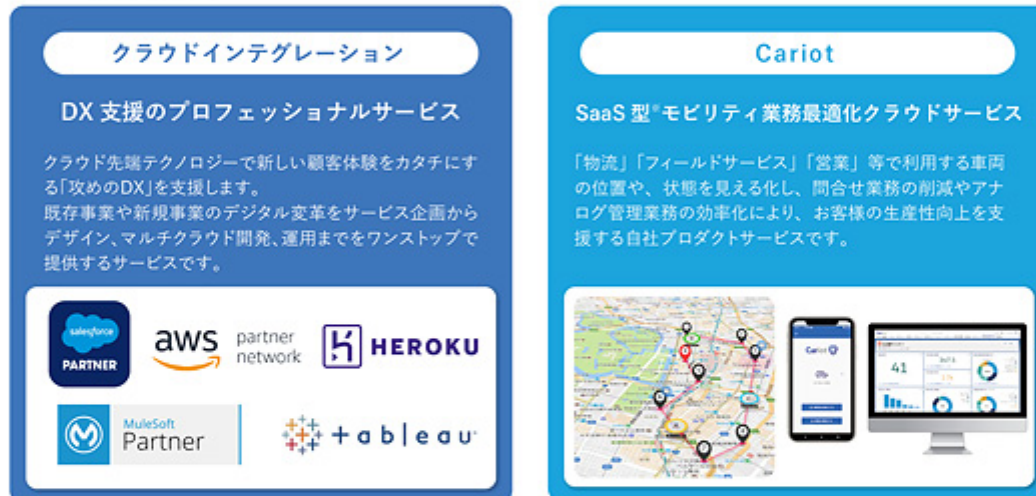 クラウドインテグレーション
DX 支援のプロフェッショナルサービス
クラウド先端テクノロジーで新しい顧客体験をカタチにす
る「攻めのDX」を支援します。
既存事業や新規事業のデジタル変革をサービス企画から
デザイン、マルチクラウド開発、運用までをワンストップで
提供するサービスです。
salesforce
PARTNER
aws partner
network
HEROKU
MuleSoft
Partner
+ableau
Cariot
SaaS 型※モビリティ業務最適化クラウドサービス
「物流」「フィールドサービス」「営業」等で利用する車両
の位置や、状態を見える化し、問合せ業務の削減やアナ
ログ管理業務の効率化により、お客様の生産性向上を支
援する自社プロダクトサービスです。
Cariot
41